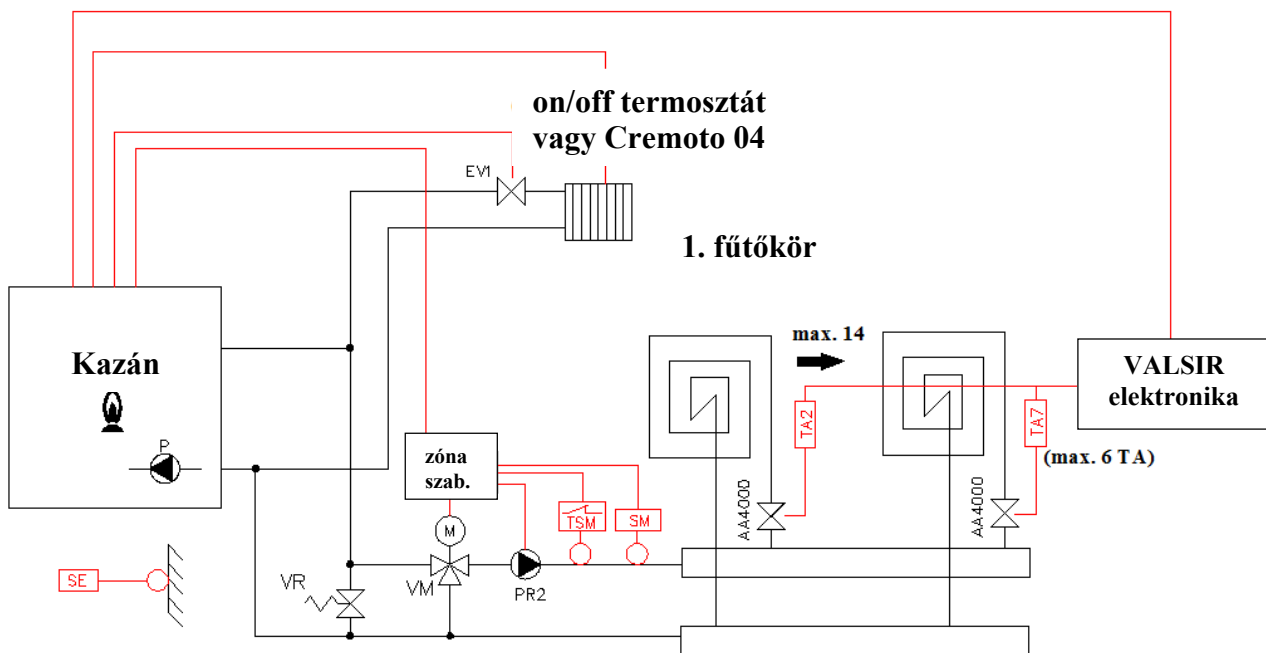 on/off termosztát
vagy Cremoto 04
EV1
1. fűtőkör
Kazán
P
max. 14
VALSIR
elektronika
TA2
TA7
(max. 6 TA)
zóna
szab.
AA4000
AA4000
M
TSM
SM
SE
VR
VM
PR2